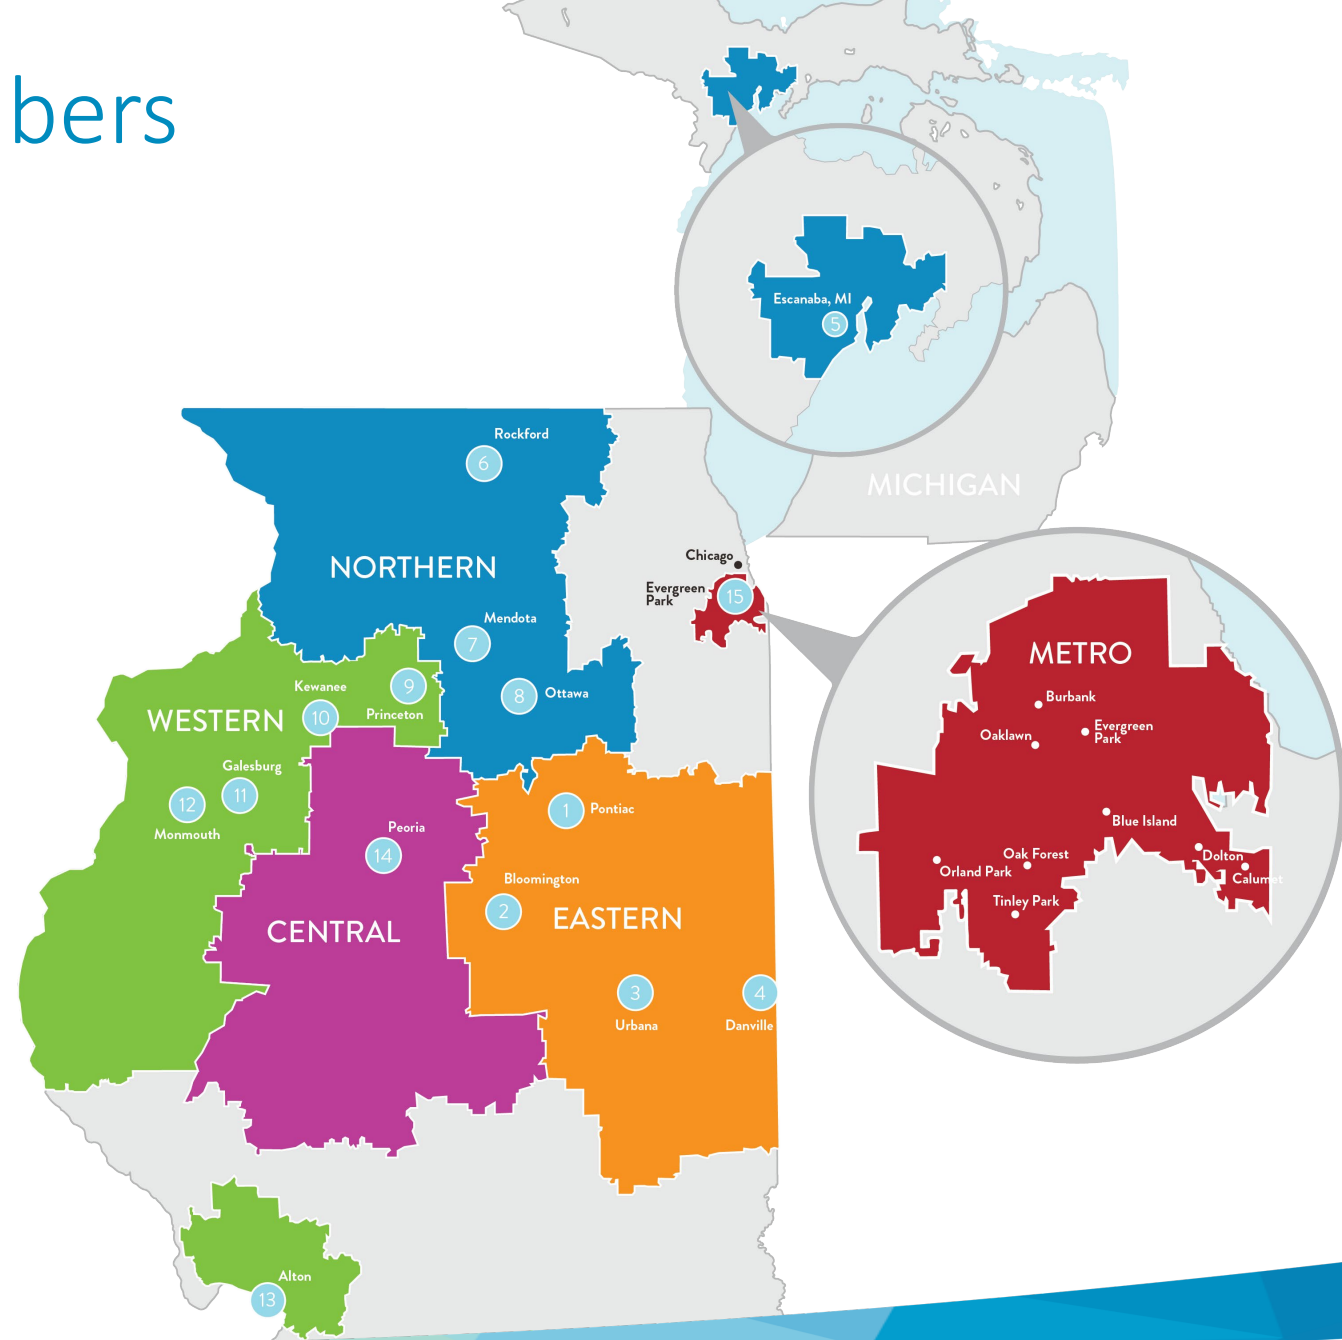 bers
Escanaba, MI
5
MICHIGAN
Rockford
6
NORTHERN
Chicago
Evergreen
Park
15
Mendota
7
Kewanee
9
10
Princeton
8
Ottawa
WESTERN
Galesburg
12
11
Monmouth
Peoria
14
1
Pontiac
Bloomington
2
CENTRAL
EASTERN
3
Urbana
4
Danville
Alton
13
METRO
Burbank
Evergreen
Park
Oaklawn
Blue Island
Oak Forest
Orland Park
Dolton
Calumet
Tinley Park